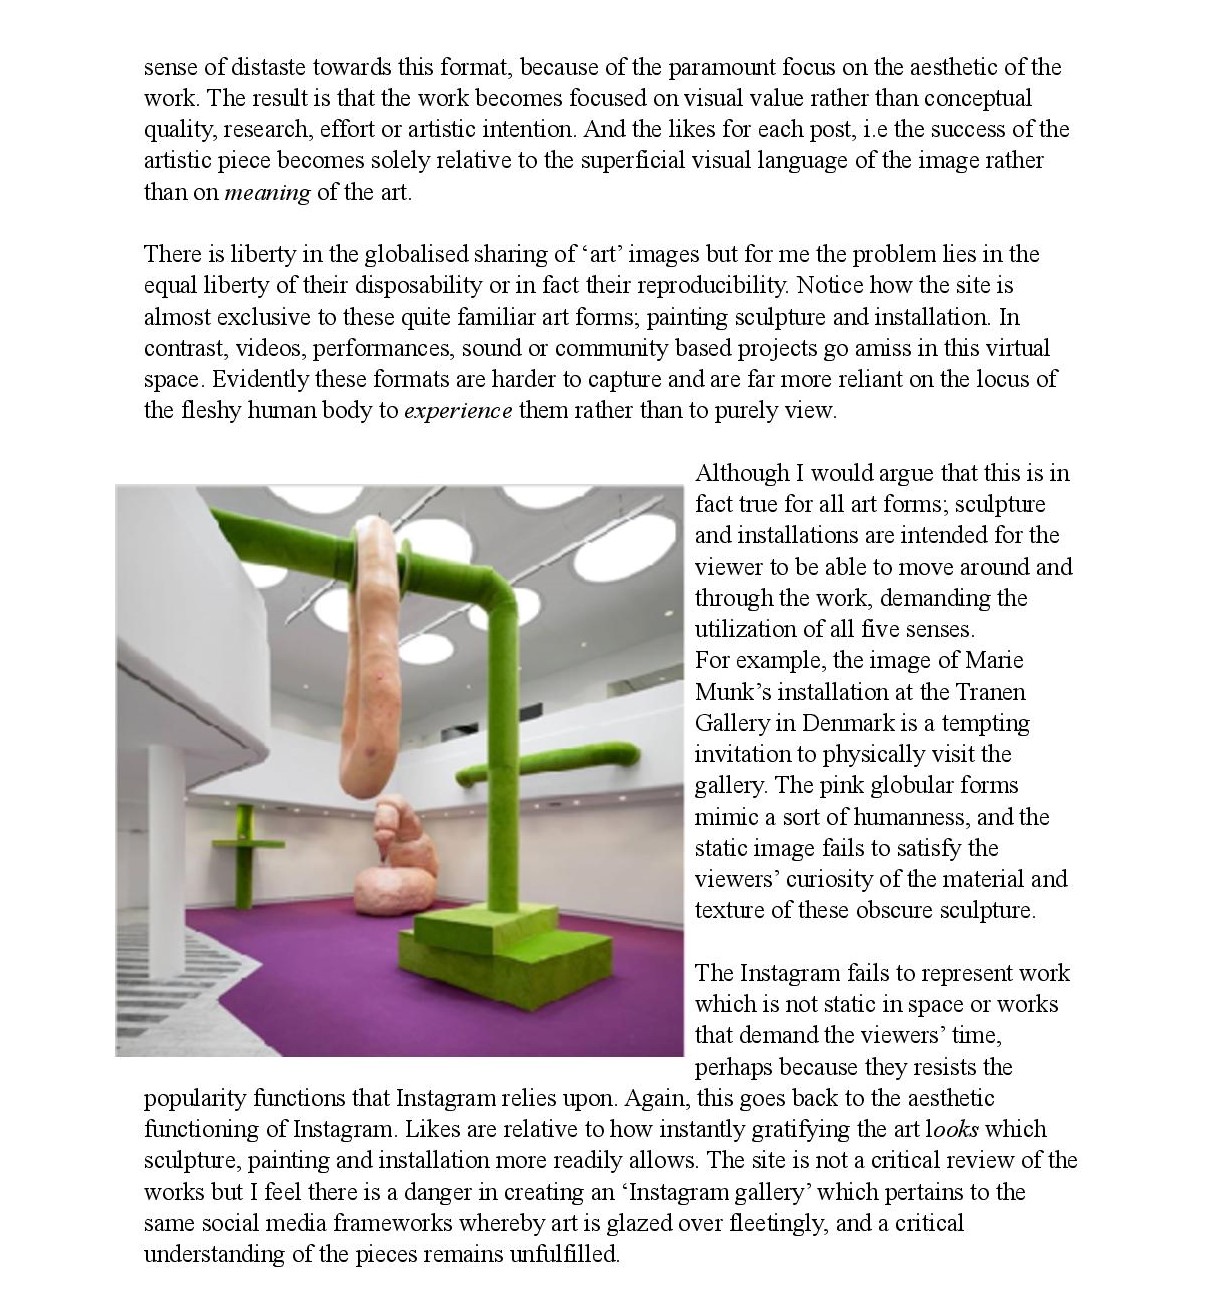 sense of distaste towards this format, because of the paramount focus on the aesthetic of the
work. The result is that the work becomes focused on visual value rather than conceptual
quality, research, effort or artistic intention. And the likes for each post, i.e the success of the
artistic piece becomes solely relative to the superficial visual language of the image rather
than on meaning of the art.
There is liberty in the globalised sharing of ‘art’ images but for me the problem lies in the
equal liberty of their disposability or in fact their reproducibility. Notice how the site is
almost exclusive to these quite familiar art forms; painting sculpture and installation. In
contrast, videos, performances, sound or community based projects go amiss in this virtual
space. Evidently these formats are harder to capture and are far more reliant on the locus of
the fleshy human body to experience them rather than to purely view.
Although I would argue that this is in
fact true for all art forms; sculpture
and installations are intended for the
viewer to be able to move around and
through the work, demanding the
utilization of all five senses.
For example, the image of Marie
Munk’s installation at the Tranen
Gallery in Denmark is a tempting
invitation to physically visit the
gallery. The pink globular forms
mimic a sort of humanness, and the
static image fails to satisfy the
viewers’ curiosity of the material and
texture of these obscure sculpture.
The Instagram fails to represent work
which is not static in space or works
that demand the viewers’ time,
perhaps because they resists the
popularity functions that Instagram relies upon. Again, this goes back to the aesthetic
functioning of Instagram. Likes are relative to how instantly gratifying the art looks which
sculpture, painting and installation more readily allows. The site is not a critical review of the
works but I feel there is a danger in creating an ‘Instagram gallery’ which pertains to the
same social media frameworks whereby art is glazed over fleetingly, and a critical
understanding of the pieces remains unfulfilled.